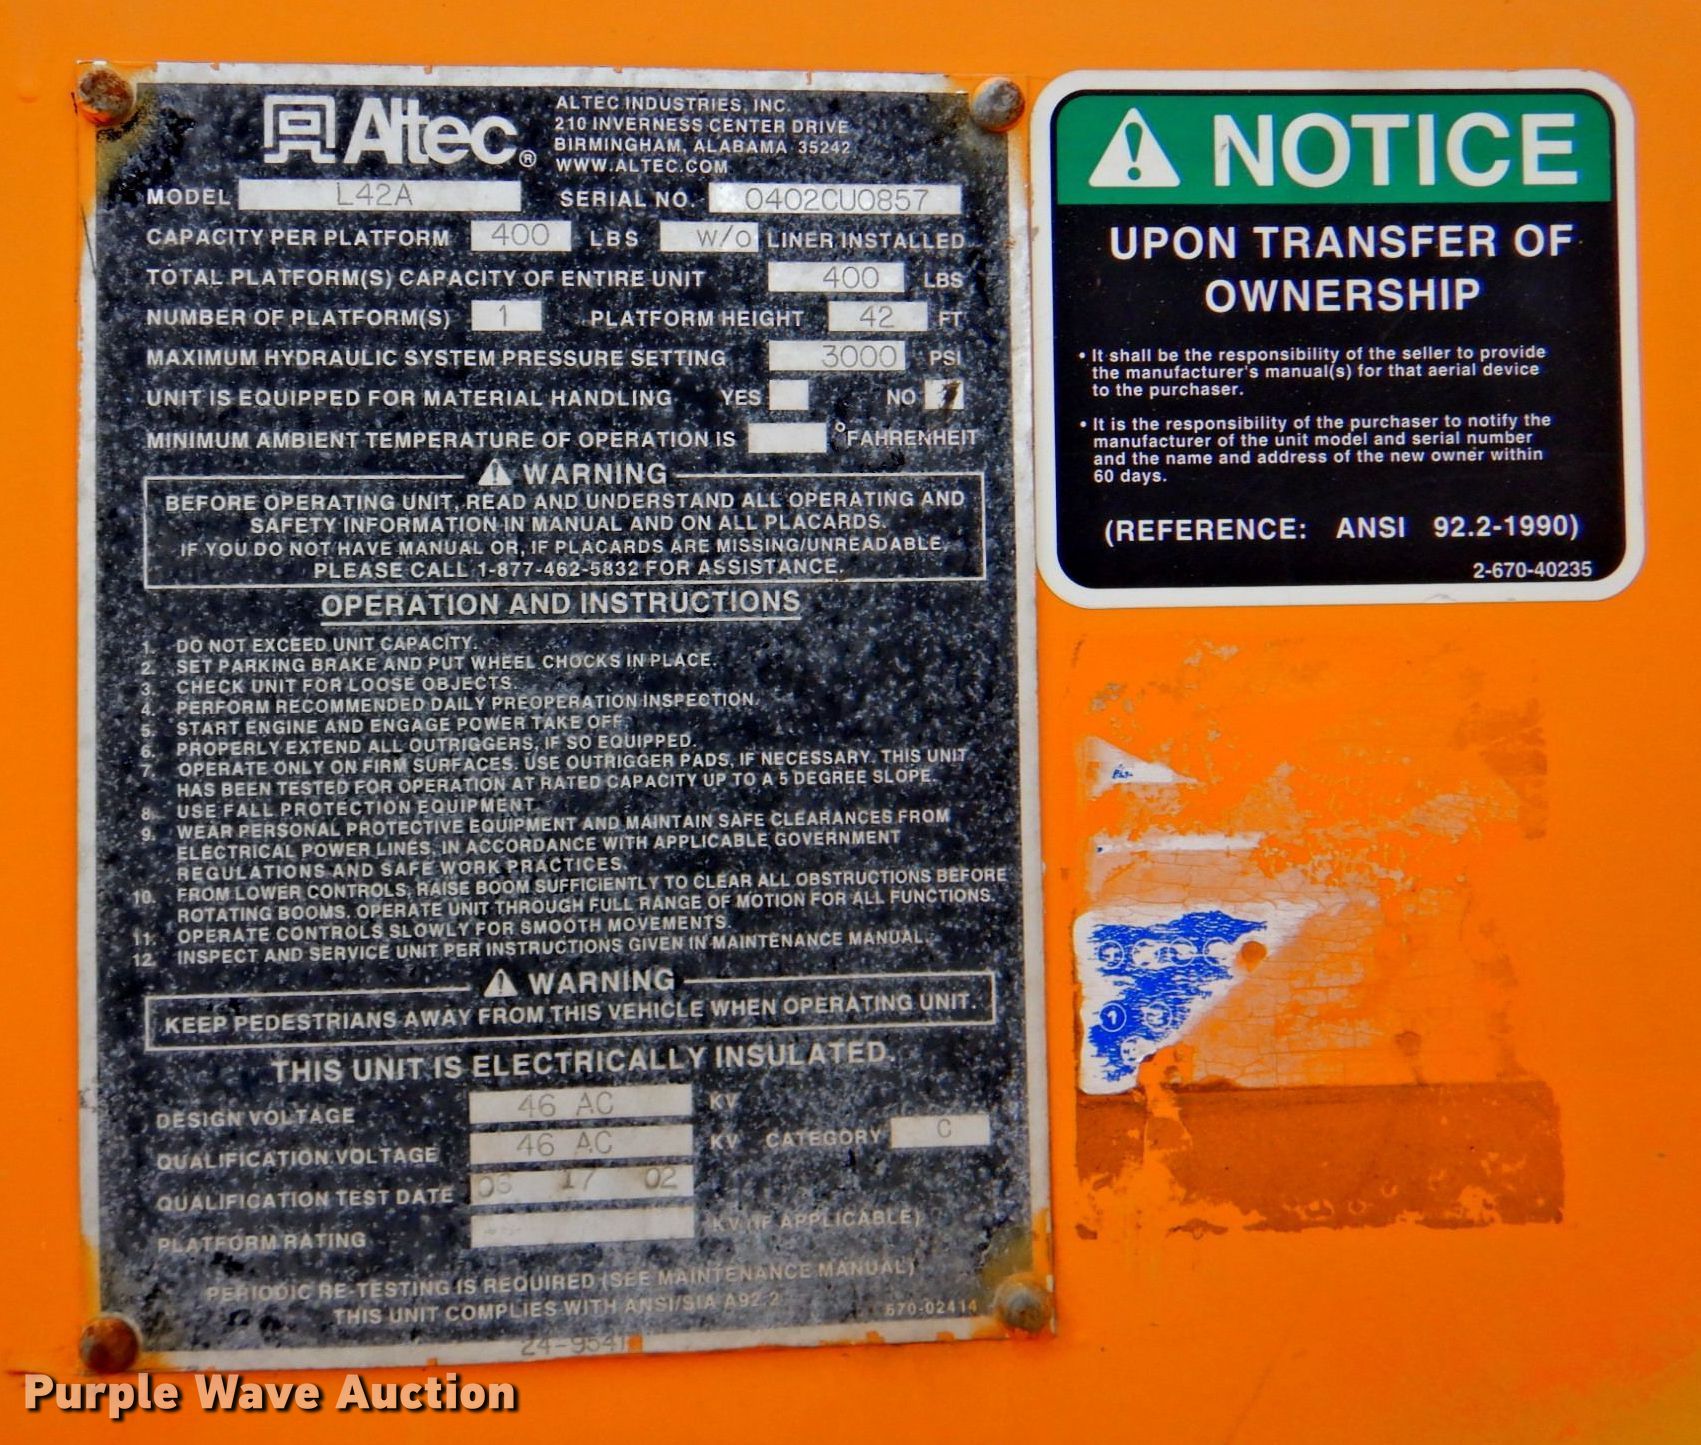 Altec®
ALTEC INDUSTRIES, INC.
210 INVERNESS CENTER DRIVE
BIRMINGHAM, ALABAMA 35242
WWW.ALTEC.COM
MODEL L42A SERIAL NO. 0402CU0857
CAPACITY PER PLATFORM 400 LBS W/O LINER INSTALLED
TOTAL PLATFORM(S) CAPACITY OF ENTIRE UNIT 400 LBS
NUMBER OF PLATFORM(S) 1 PLATFORM HEIGHT 42 FT
MAXIMUM HYDRAULIC SYSTEM PRESSURE SETTING 3000 PSI
UNIT IS EQUIPPED FOR MATERIAL HANDLING YES NO
MINIMUM AMBIENT TEMPERATURE OF OPERATION IS °FAHRENHEIT
WARNING
BEFORE OPERATING UNIT, READ AND UNDERSTAND ALL OPERATING AND
SAFETY INFORMATION IN MANUAL AND ON ALL PLACARDS.
IF YOU DO NOT HAVE MANUAL OR, IF PLACARDS ARE MISSING/UNREADABLE,
PLEASE CALL 1-877-462-5832 FOR ASSISTANCE.
OPERATION AND INSTRUCTIONS
1. DO NOT EXCEED UNIT CAPACITY.
2. SET PARKING BRAKE AND PUT WHEEL CHOCKS IN PLACE.
3. CHECK UNIT FOR LOOSE OBJECTS.
4. PERFORM RECOMMENDED DAILY PREOPERATION INSPECTION.
5. START ENGINE AND ENGAGE POWER TAKE OFF.
6. PROPERLY EXTEND ALL OUTRIGGERS, IF SO EQUIPPED.
7. OPERATE ONLY ON FIRM SURFACES. USE OUTRIGGER PADS, IF NECESSARY. THIS UNIT
HAS BEEN TESTED FOR OPERATION AT RATED CAPACITY UP TO A 5 DEGREE SLOPE.
8. USE FALL PROTECTION EQUIPMENT.
9. WEAR PERSONAL PROTECTIVE EQUIPMENT AND MAINTAIN SAFE CLEARANCES FROM
ELECTRICAL POWER LINES, IN ACCORDANCE WITH APPLICABLE GOVERNMENT
REGULATIONS AND SAFE WORK PRACTICES.
10. FROM LOWER CONTROLS, RAISE BOOM SUFFICIENTLY TO CLEAR ALL OBSTRUCTIONS BEFORE
ROTATING BOOMS. OPERATE UNIT THROUGH FULL RANGE OF MOTION FOR ALL FUNCTIONS.
11. OPERATE CONTROLS SLOWLY FOR SMOOTH MOVEMENTS.
12. INSPECT AND SERVICE UNIT PER INSTRUCTIONS GIVEN IN MAINTENANCE MANUAL.
WARNING
KEEP PEDESTRIANS AWAY FROM THIS VEHICLE WHEN OPERATING UNIT.
THIS UNIT IS ELECTRICALLY INSULATED.
DESIGN VOLTAGE 46 AC KV
QUALIFICATION VOLTAGE 46 AC KV CATEGORY C
QUALIFICATION TEST DATE 06 17 02
PLATFORM RATING KV (IF APPLICABLE)
PERIODIC RE-TESTING IS REQUIRED (SEE MAINTENANCE MANUAL)
THIS UNIT COMPLIES WITH ANSI/SIA A92.2
670-02414
NOTICE
UPON TRANSFER OF
OWNERSHIP
• It shall be the responsibility of the seller to provide
the manufacturer's manual(s) for that aerial device
to the purchaser.
• It is the responsibility of the purchaser to notify the
manufacturer of the unit model and serial number
and the name and address of the new owner within
60 days.
(REFERENCE: ANSI 92.2-1990)
2-670-40235
Purple Wave Auction